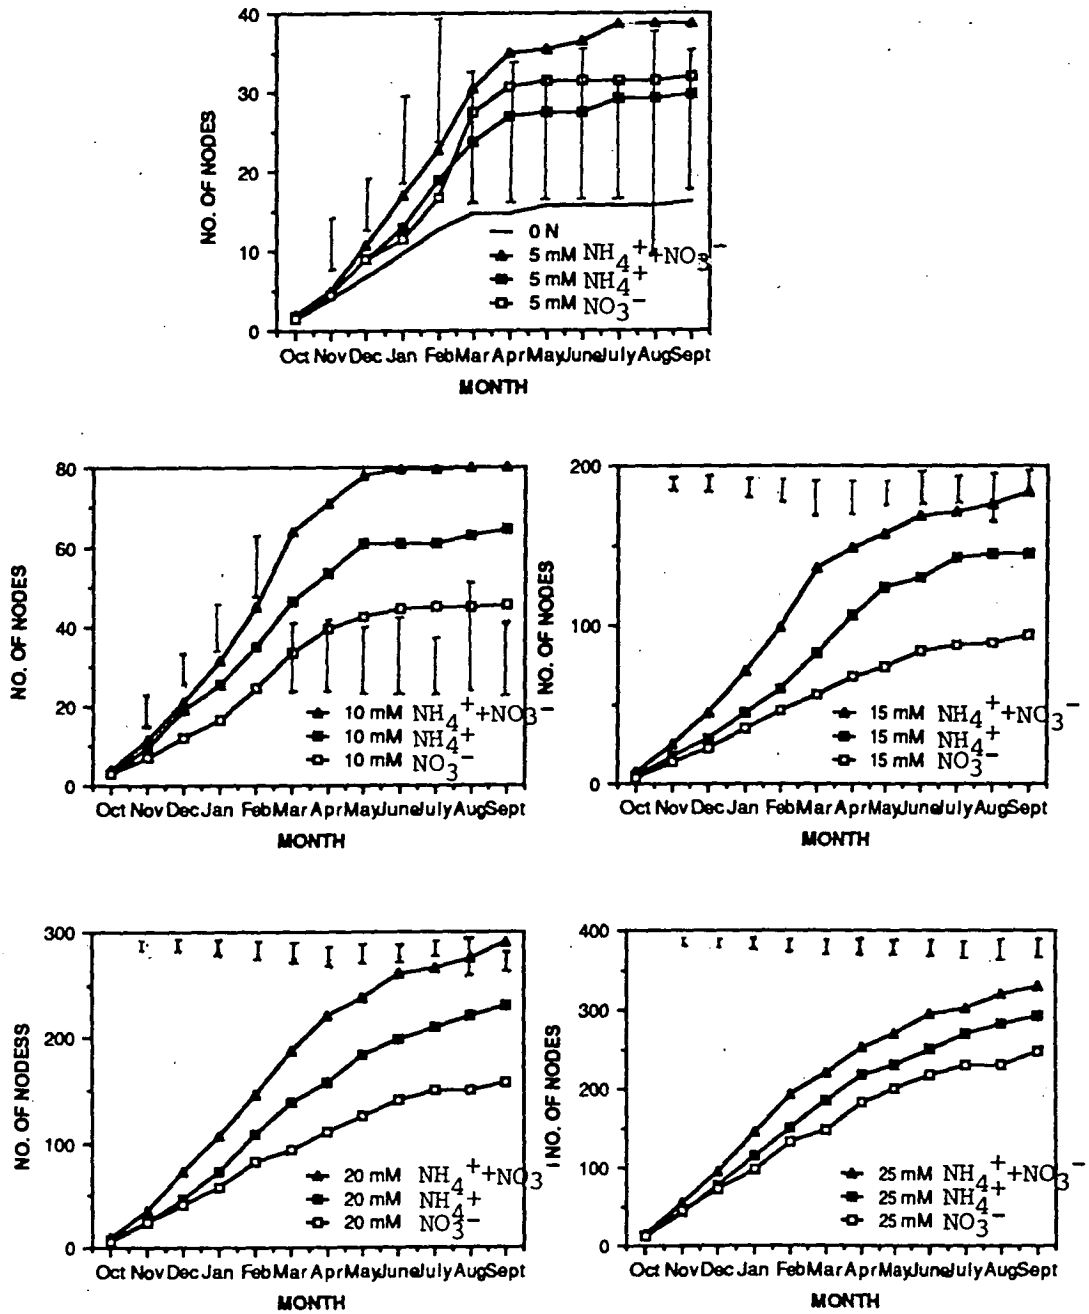 40
30
20
10
0
NO. OF NODES
0 N
5 mM NH4++NO3-
5 mM NH4+
5 mM NO3-
Oct Nov Dec Jan Feb Mar Apr May June July Aug Sept
MONTH
80
60
40
20
0
NO. OF NODES
10 mM NH4++NO3-
10 mM NH4+
10 mM NO3-
Oct Nov Dec Jan Feb Mar Apr May June July Aug Sept
MONTH
200
100
0
NO. OF NODES
15 mM NH4++NO3-
15 mM NH4+
15 mM NO3-
Oct Nov Dec Jan Feb Mar Apr May June July Aug Sept
MONTH
300
200
100
0
NO. OF NODESS
20 mM NH4++NO3
20 mM NH4+
20 mM NO3-
Oct Nov Dec Jan Feb Mar Apr May June July Aug Sept
MONTH
400
300
200
100
0
NO. OF NODES
25 mM NH4++NO3-
25 mM NH4+
25 mM NO3-
Oct Nov Dec Jan Feb Mar Apr May June July Aug Sept
MONTH